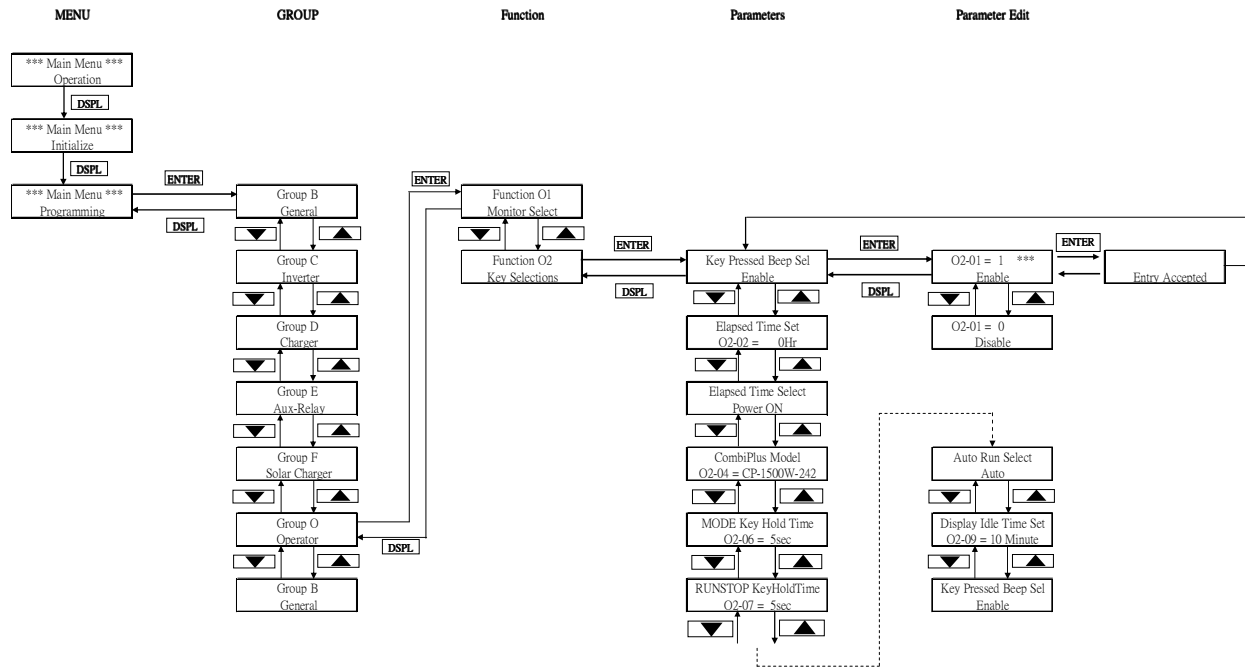 MENU
GROUP
Function
Parameters
Parameter Edit
*** Main Menu ***
Operation
DSPL
*** Main Menu ***
Initialize
DSPL
*** Main Menu ***
Programming
ENTER
DSPL
Group B
General
Group C
Inverter
Group D
Charger
Group E
Aux-Relay
Group F
Solar Charger
Group O
Operator
Group B
General
ENTER
DSPL
Function O1
Monitor Select
Function O2
Key Selections
ENTER
DSPL
Key Pressed Beep Sel
Enable
Elapsed Time Set
O2-02 = 0Hr
Elapsed Time Select
Power ON
CombiPlus Model
O2-04 = CP-1500W-242
MODE Key Hold Time
O2-06 = 5sec
RUNSTOP KeyHoldTime
O2-07 = 5sec
ENTER
DSPL
O2-01 = 1 ***
Enable
O2-01 = 0
Disable
ENTER
Entry Accepted
Auto Run Select
Auto
Display Idle Time Set
O2-09 = 10 Minute
Key Pressed Beep Sel
Enable